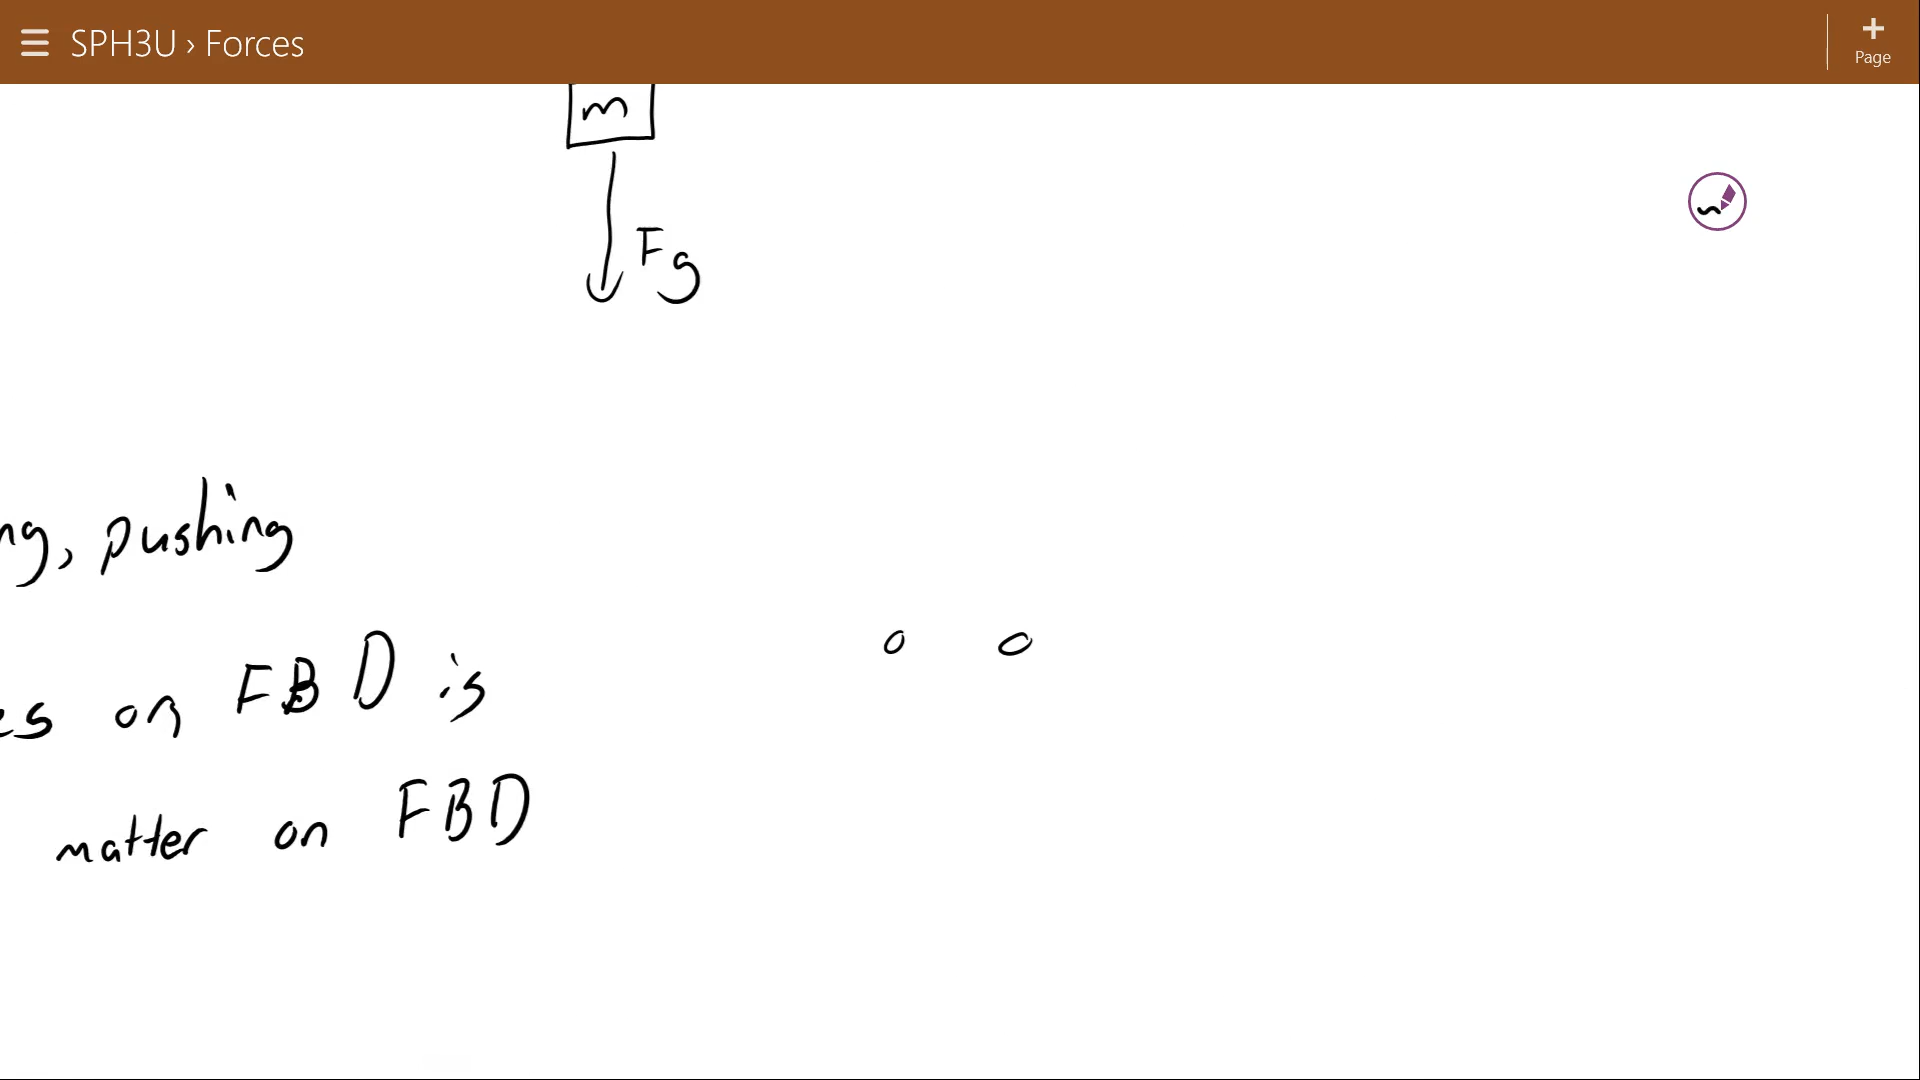 SPH3U › Forces
Page
m
Fg
ng, pushing
es on FBD is
matter on FBD